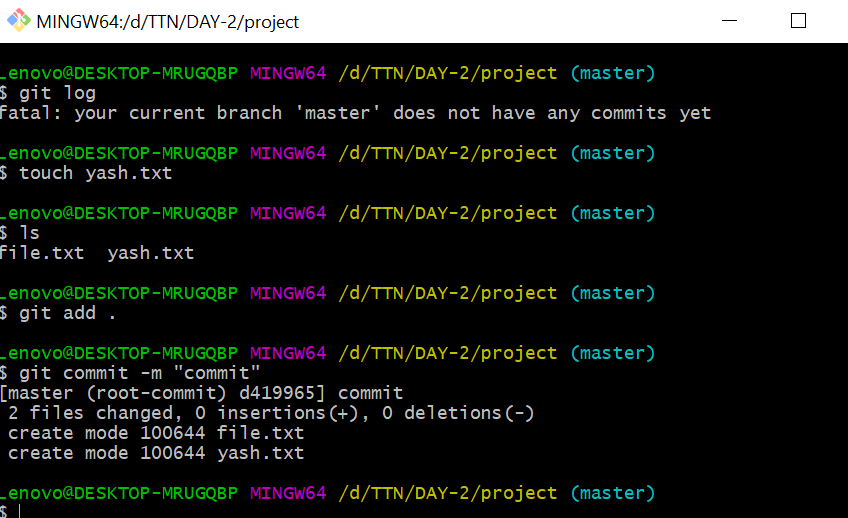 MINGW64:/d/TTN/DAY-2/project
Lenovo@DESKTOP-MRUGQBP MINGW64 /d/TTN/DAY-2/project (master)
$ git log
fatal: your current branch 'master' does not have any commits yet
Lenovo@DESKTOP-MRUGQBP MINGW64 /d/TTN/DAY-2/project (master)
$ touch yash.txt
Lenovo@DESKTOP-MRUGQBP MINGW64 /d/TTN/DAY-2/project (master)
$ ls
file.txt  yash.txt
Lenovo@DESKTOP-MRUGQBP MINGW64 /d/TTN/DAY-2/project (master)
$ git add .
Lenovo@DESKTOP-MRUGQBP MINGW64 /d/TTN/DAY-2/project (master)
$ git commit -m "commit"
[master (root-commit) d419965] commit
 2 files changed, 0 insertions(+), 0 deletions(-)
 create mode 100644 file.txt
 create mode 100644 yash.txt
Lenovo@DESKTOP-MRUGQBP MINGW64 /d/TTN/DAY-2/project (master)
$